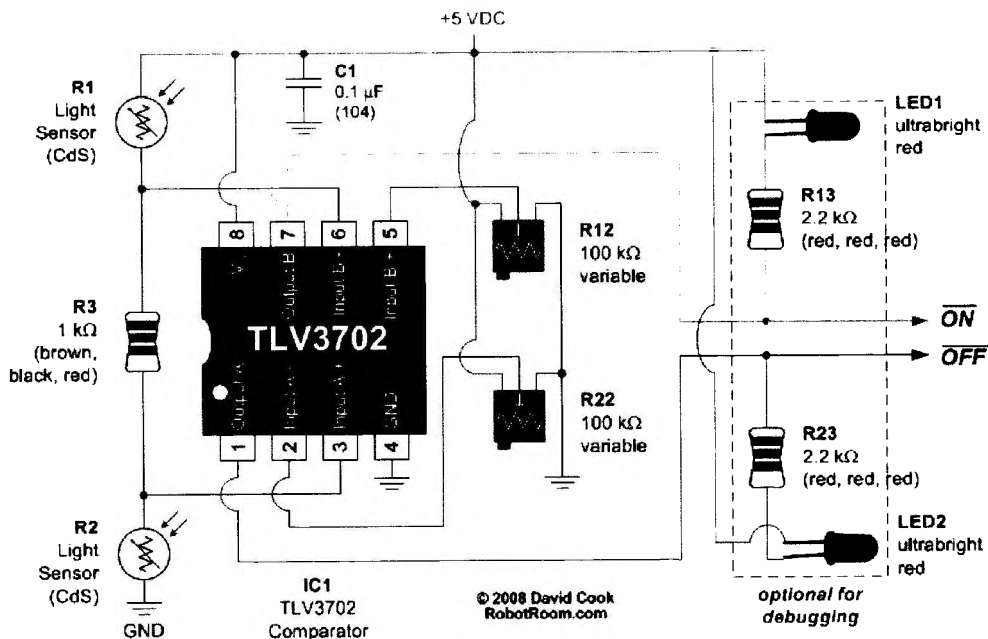 +5 VDC
R1
Light
Sensor
(CdS)
C1
0.1 µF
(104)
LED1
ultrabright
red
R13
2.2 kΩ
(red, red, red)
8
7
6
5
V+
Output B
Input B -
Input B +
R12
100 kΩ
variable
R3
1 kΩ
(brown,
black, red)
TLV3702
ON
OFF
Output A
Input A -
Input A +
GND
1
2
3
4
R22
100 kΩ
variable
R23
2.2 kΩ
(red, red, red)
R2
Light
Sensor
(CdS)
GND
IC1
TLV3702
Comparator
© 2008 David Cook
RobotRoom.com
LED2
ultrabright
red
optional for
debugging